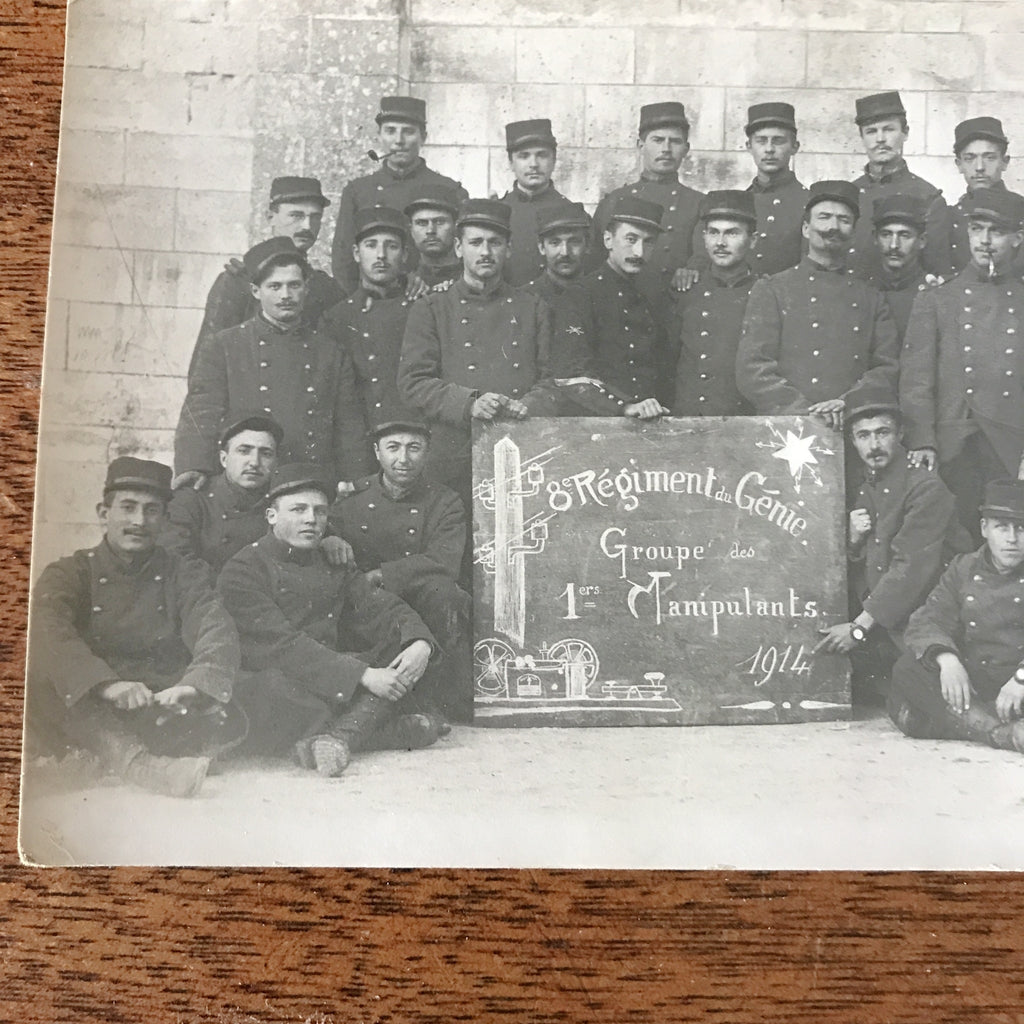 8e Régiment du Génie.
Groupe des
1ers Manipulants.
1914